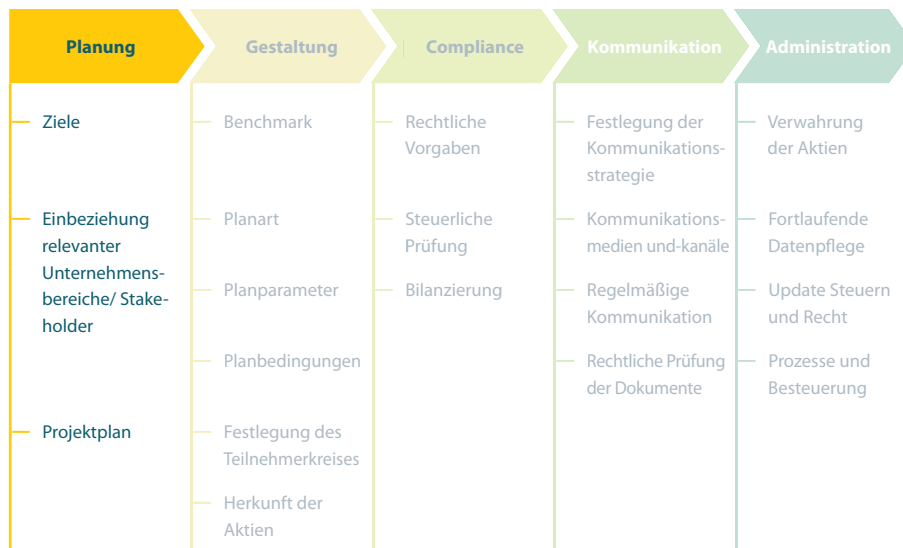 Planung
Gestaltung
Compliance
Kommunikation
Administration
Ziele
Einbeziehung
relevanter
Unternehmens-
bereiche/ Stake-
holder
Projektplan
Benchmark
Planart
Planparameter
Planbedingungen
Festlegung des
Teilnehmerkreises
Herkunft der
Aktien
Rechtliche
Vorgaben
Steuerliche
Prüfung
Bilanzierung
Festlegung der
Kommunikations-
strategie
Kommunikations-
medien und-kanäle
Regelmäßige
Kommunikation
Rechtliche Prüfung
der Dokumente
Verwahrung
der Aktien
Fortlaufende
Datenpflege
Update Steuern
und Recht
Prozesse und
Besteuerung